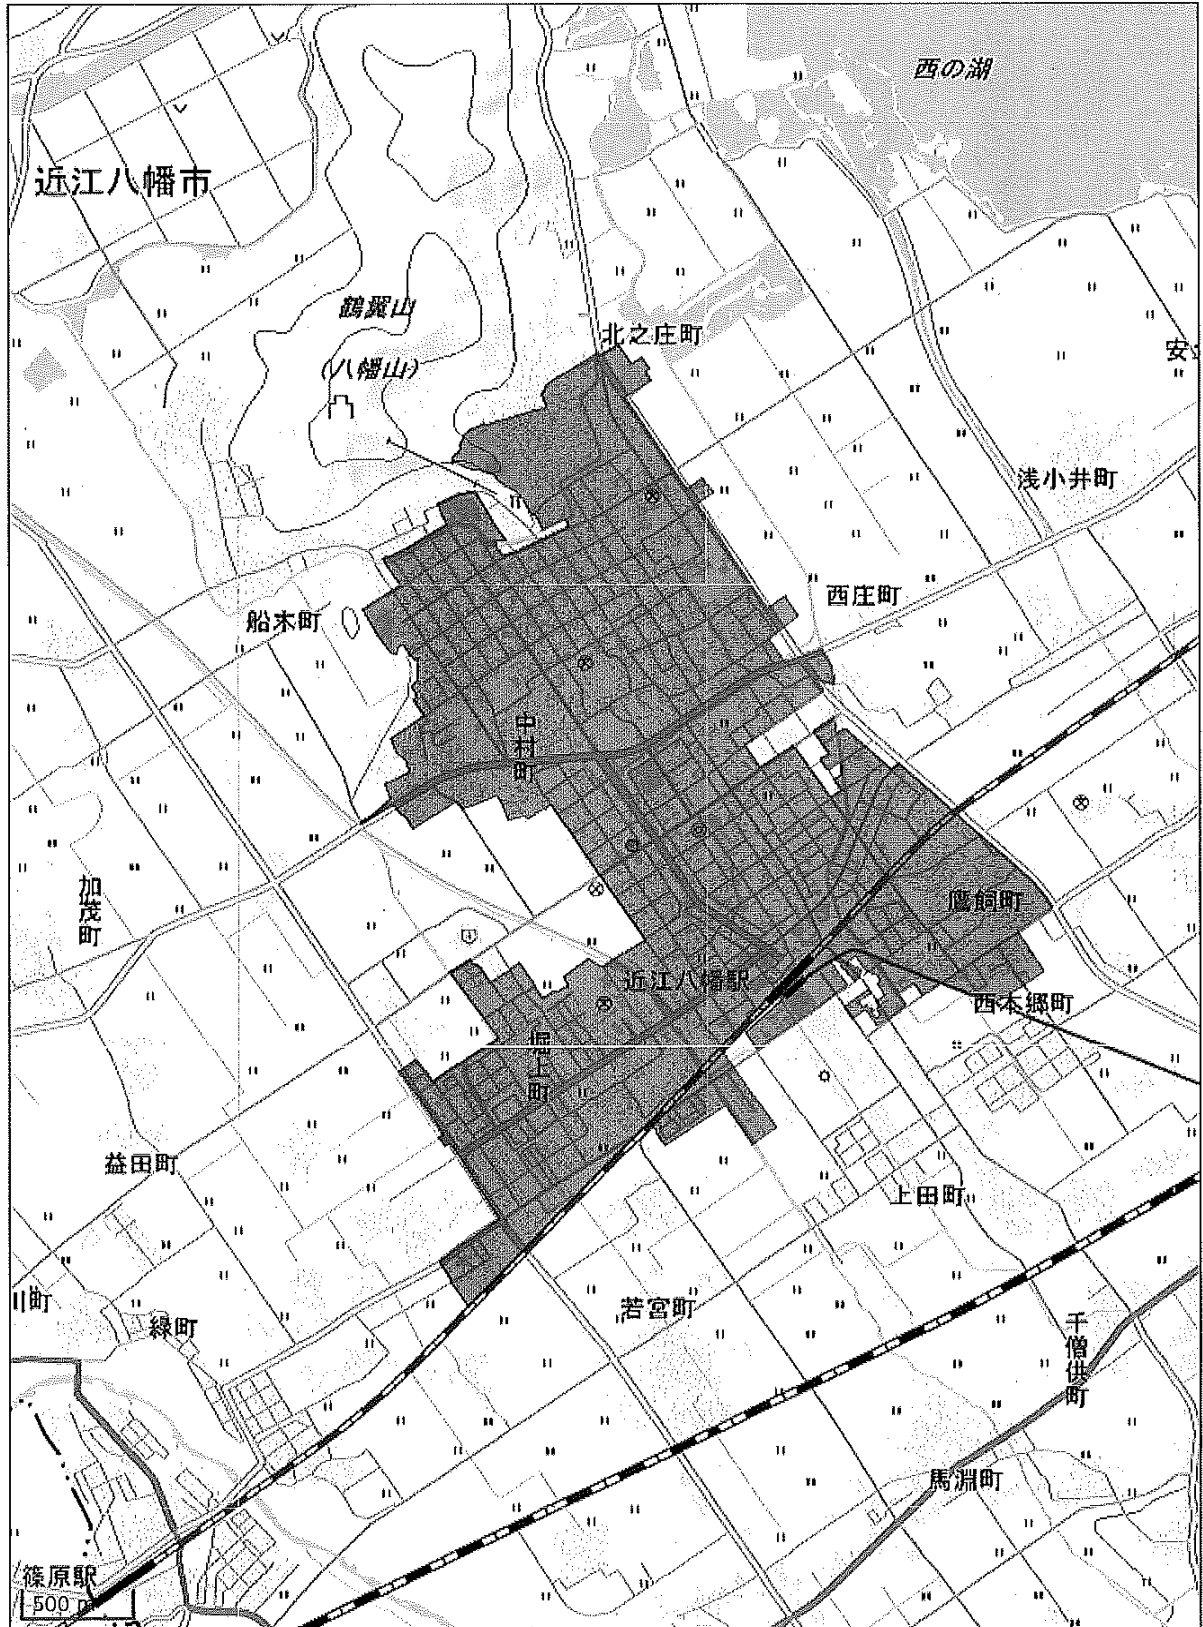 西の湖
近江八幡市
鶴翼山
(八幡山)
北之庄町
安
浅小井町
西庄町
船木町
中村町
加茂町
鷹飼町
近江八幡駅
西本郷町
堀上町
益田町
上田町
川町
緑町
若宮町
千僧供町
馬淵町
篠原駅
500 m